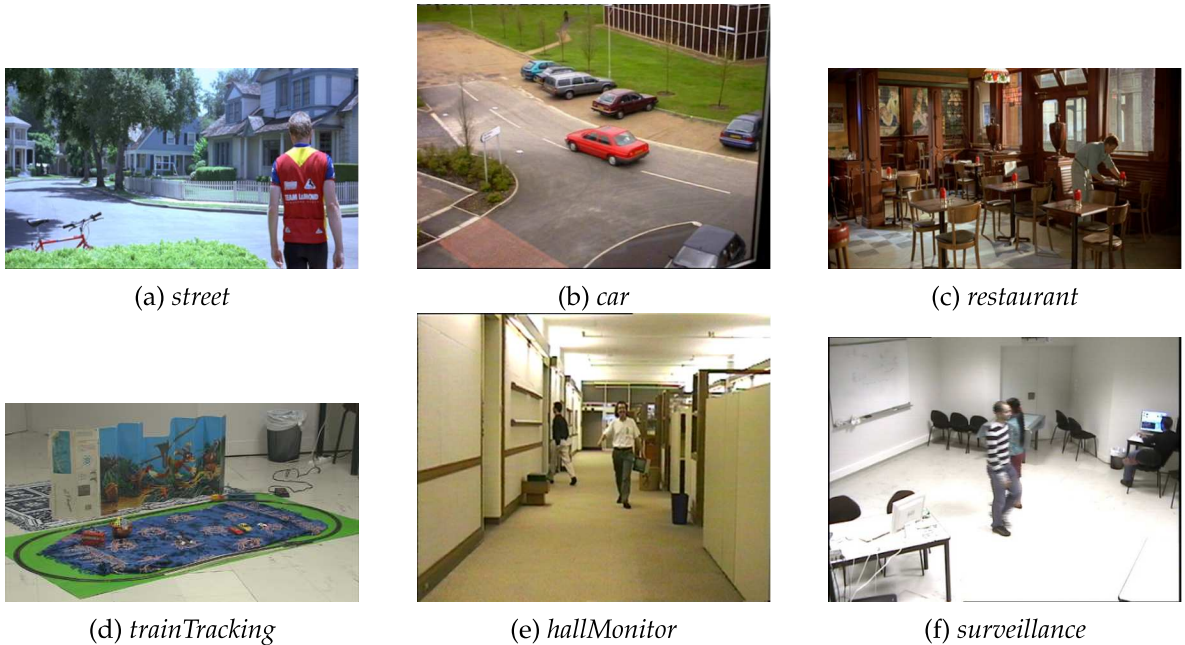 (a) street
(b) car
(c) restaurant
(d) trainTracking
(e) hallMonitor
(f) surveillance